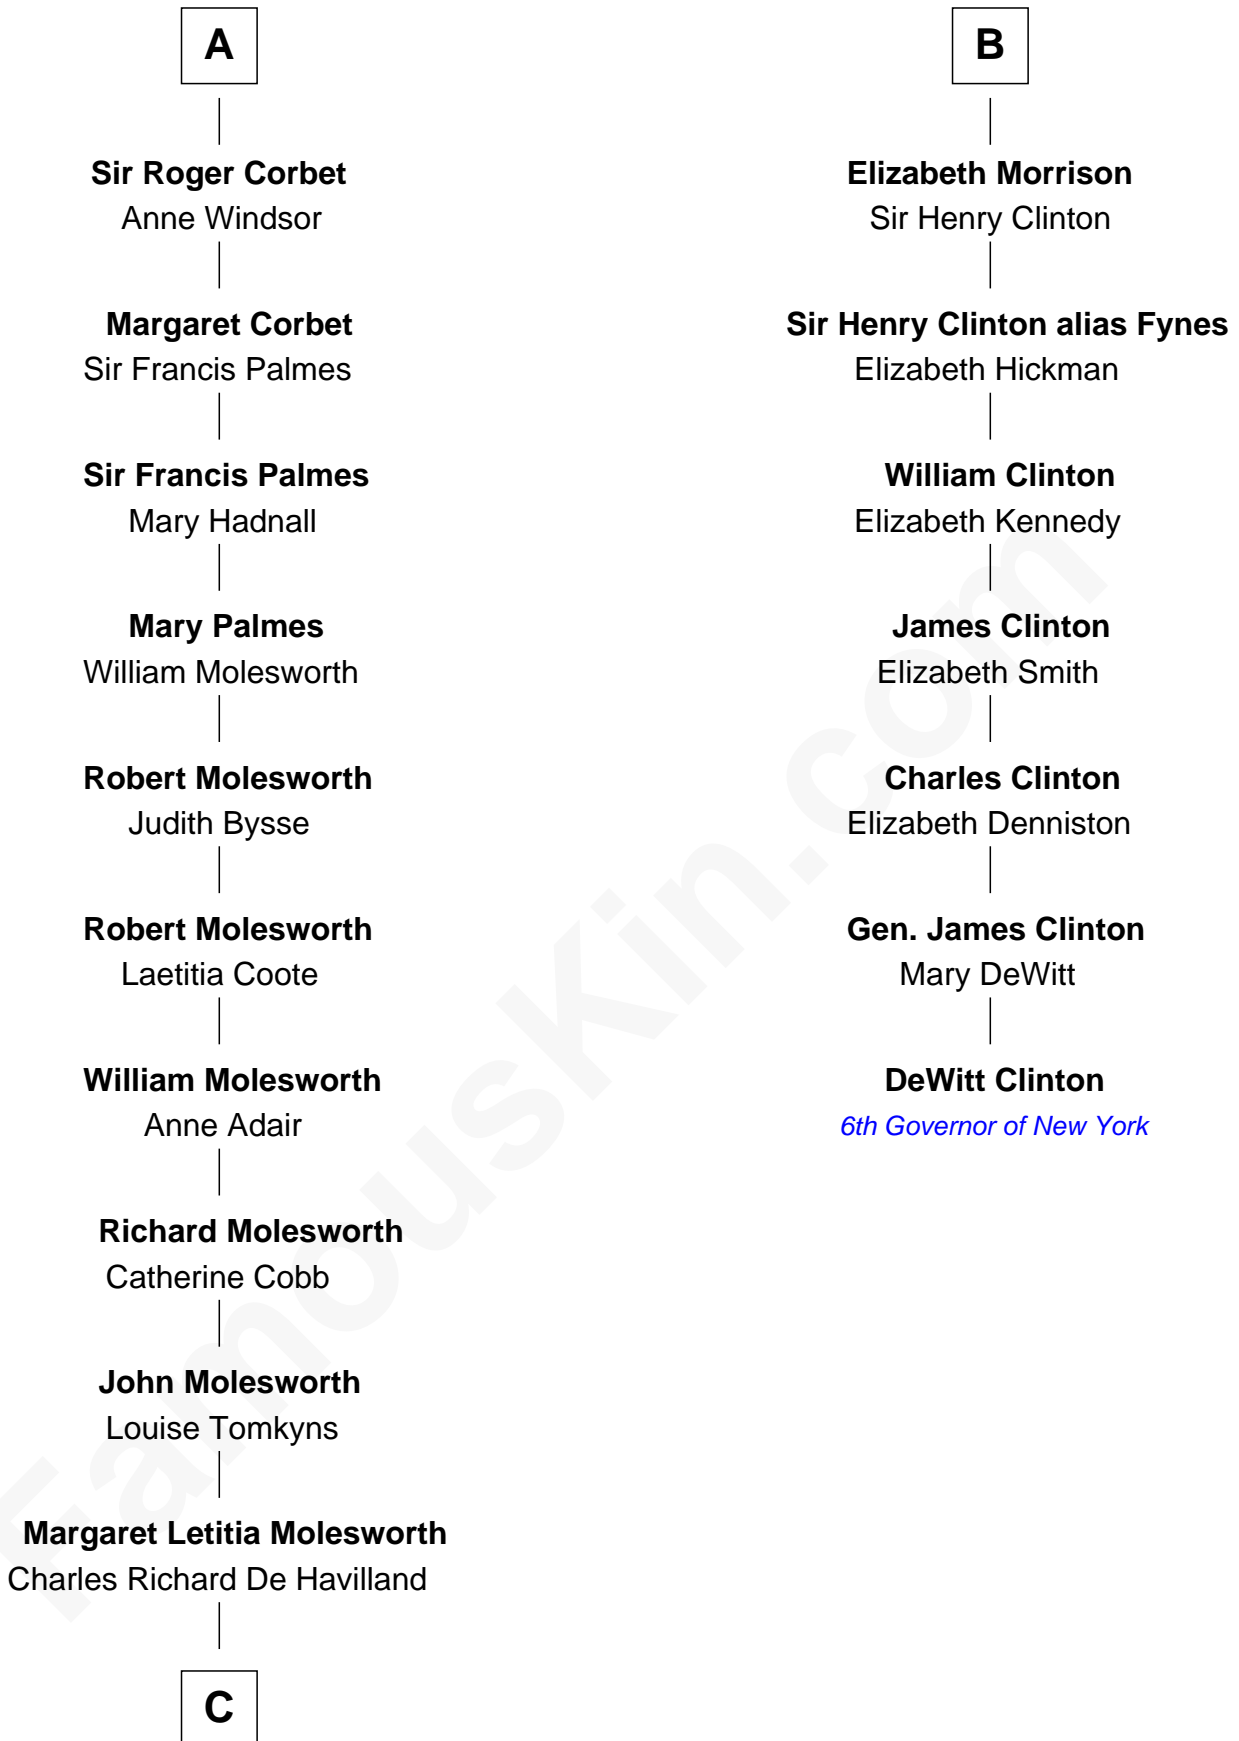 A
Sir Roger Corbet
Anne Windsor
Margaret Corbet
Sir Francis Palmes
Sir Francis Palmes
Mary Hadnall
Mary Palmes
William Molesworth
Robert Molesworth
Judith Bysse
Robert Molesworth
Laetitia Coote
William Molesworth
Anne Adair
Richard Molesworth
Catherine Cobb
John Molesworth
Louise Tomkyns
Margaret Letitia Molesworth
Charles Richard De Havilland
C
B
Elizabeth Morrison
Sir Henry Clinton
Sir Henry Clinton alias Fynes
Elizabeth Hickman
William Clinton
Elizabeth Kennedy
James Clinton
Elizabeth Smith
Charles Clinton
Elizabeth Denniston
Gen. James Clinton
Mary DeWitt
DeWitt Clinton
6th Governor of New York
FamousKin.com